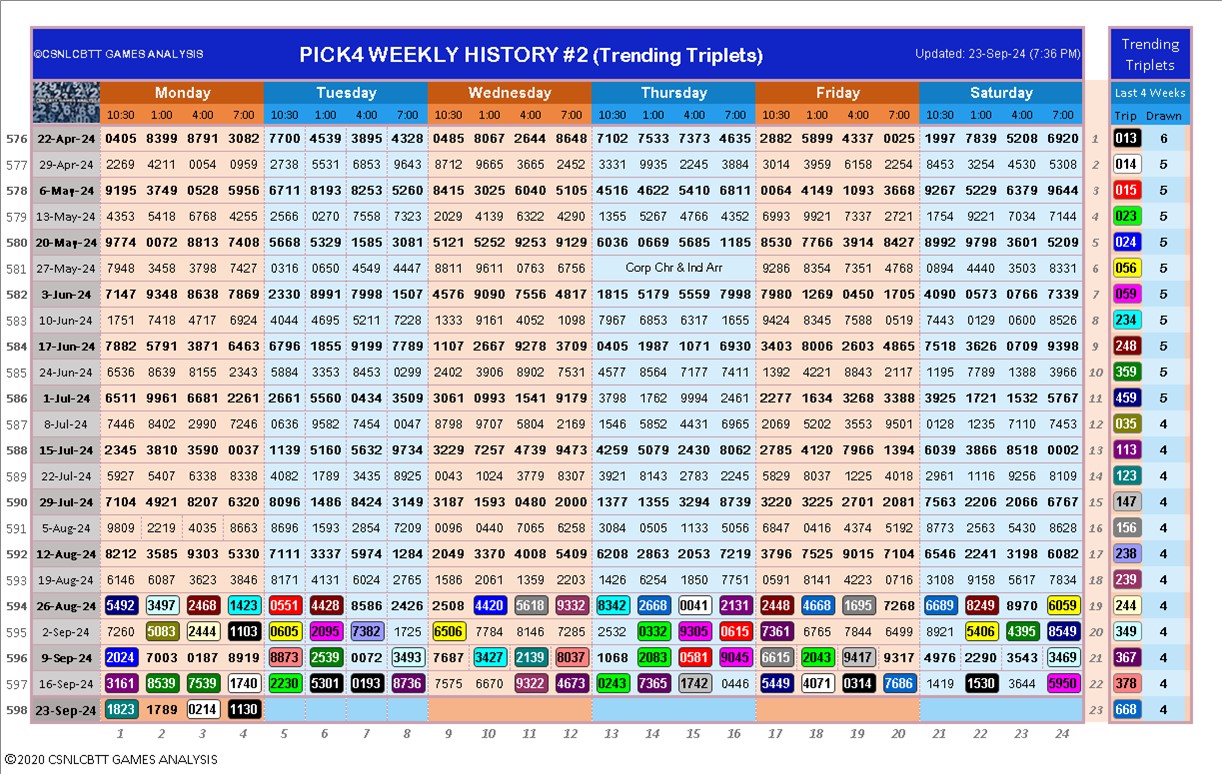 ©CSNLCBTT GAMES ANALYSIS PICK4 WEEKLY HISTORY #2 (Trending Triplets) Updated: 23-Sep-24 (7:36 PM) Trending Triplets
Monday Tuesday Wednesday Thursday Friday Saturday Last 4 Weeks
10:30 1:00 4:00 7:00 10:30 1:00 4:00 7:00 10:30 1:00 4:00 7:00 10:30 1:00 4:00 7:00 10:30 1:00 4:00 7:00 10:30 1:00 4:00 7:00 Trip Drawn
576 22-Apr-24 0405 8399 8791 3082 7700 4539 3895 4328 0485 8067 2644 8648 7102 7533 7373 4635 2882 5899 4337 0025 1997 7839 5208 6920 1 013 6
577 29-Apr-24 2269 4211 0054 0959 2738 5531 6853 9643 8712 9665 3665 2452 3331 9935 2245 3884 3014 3959 6158 2254 8453 3254 4530 5308 2 014 5
578 6-May-24 9195 3749 0528 5956 6711 8193 8253 5260 8415 3025 6040 5105 4516 4622 5410 6811 0064 4149 1093 3668 9267 5229 6379 9644 3 015 5
579 13-May-24 4353 5418 6768 4255 2566 0270 7558 7323 2029 4139 6322 4290 1355 5267 4766 4352 6993 9921 7337 2721 1754 9221 7034 7144 4 023 5
580 20-May-24 9774 0072 8813 7408 5668 5329 1585 3081 5121 5252 9253 9129 6036 0669 5685 1185 8530 7766 3914 8427 8992 9798 3601 5209 5 024 5
581 27-May-24 7948 3458 3798 7427 0316 0650 4549 4447 8811 9611 0763 6756 Corp Chr & Ind Arr 9286 8354 7351 4768 0894 4440 3503 8331 6 056 5
582 3-Jun-24 7147 9348 8638 7869 2330 8991 7998 1507 4576 9090 7556 4817 1815 5179 5559 7998 7980 1269 0450 1705 4090 0573 0766 7339 7 059 5
583 10-Jun-24 1751 7418 4717 6924 4044 4695 5211 7228 1333 9161 4052 1098 7967 6853 6317 1655 9424 8345 7588 0519 7443 0129 0600 8526 8 234 5
584 17-Jun-24 7882 5791 3871 6463 6796 1855 9199 7789 1107 2667 9278 3709 0405 1987 1071 6930 3403 8006 2603 4865 7518 3626 0709 9398 9 248 5
585 24-Jun-24 6536 8639 8155 2343 5884 3353 8453 0299 2402 3906 8902 7531 4577 8564 7177 7411 1392 4221 8843 2117 1195 7789 1388 3966 10 359 5
586 1-Jul-24 6511 9961 6681 2261 2661 5560 0434 3509 3061 0993 1541 9179 3798 1762 9994 2461 2277 1634 3268 3388 3925 1721 1532 5767 11 459 5
587 8-Jul-24 7446 8402 2990 7246 0636 9582 7454 0047 8798 9707 5804 2169 1546 5852 4431 6965 2069 5202 3553 9501 0128 1235 7110 7453 12 035 4
588 15-Jul-24 2345 3810 3590 0037 1139 5160 5632 9734 3229 7257 4739 9473 4259 5079 2430 8062 2785 4120 7966 1394 6039 3866 8518 0002 13 113 4
589 22-Jul-24 5927 5407 6338 8338 4082 1789 3435 8925 0043 1024 3779 8307 3921 8143 0783 2245 5829 8037 1225 4018 2961 1116 9256 8109 14 123 4
590 29-Jul-24 7104 4921 8207 6320 8096 1486 8424 3149 3187 1593 0480 2000 1377 1355 3294 8739 3220 3225 2701 2081 7563 2206 2066 6767 15 147 4
591 5-Aug-24 9809 2219 4035 8663 8696 1593 2854 7209 0096 0440 7065 6258 3084 0505 1133 5056 6847 0416 4374 5192 8773 2563 5430 8628 16 156 4
592 12-Aug-24 8212 3585 9303 5330 7111 3337 5974 1284 2049 3370 4008 5409 6208 2863 2053 7219 3796 7525 9015 7104 6546 2241 3198 6082 17 238 4
593 19-Aug-24 6146 6087 3623 3846 8171 4131 6024 2765 1586 2061 1359 2203 1426 6254 1850 7751 0591 8141 4223 0716 3108 9158 5617 7834 18 239 4
594 26-Aug-24 5492 3497 2468 1423 0551 4428 8586 2426 2508 4420 5618 9332 8342 2668 0041 2131 2448 4668 1695 7268 6689 8249 8970 6059 19 244 4
595 2-Sep-24 7260 5083 2444 1103 0605 2095 7382 1725 6506 7784 8146 7285 2532 0332 9305 0615 7361 6765 7844 6499 8921 5406 4395 8549 20 349 4
596 9-Sep-24 2024 7003 0187 8919 8873 2539 0072 3493 7687 3427 2139 8037 1068 2083 0581 9045 6615 2043 9417 9317 4976 2290 3543 3469 21 367 4
597 16-Sep-24 3161 8539 7539 1740 2230 5301 0193 8736 7575 6670 9322 4673 0243 7365 1742 0446 5449 4071 0314 7686 1419 1530 3644 5950 22 378 4
598 23-Sep-24 1823 1789 0214 1130 23 668 4
1 2 3 4 5 6 7 8 9 10 11 12 13 14 15 16 17 18 19 20 21 22 23 24
©2020 CSNLCBTT GAMES ANALYSIS